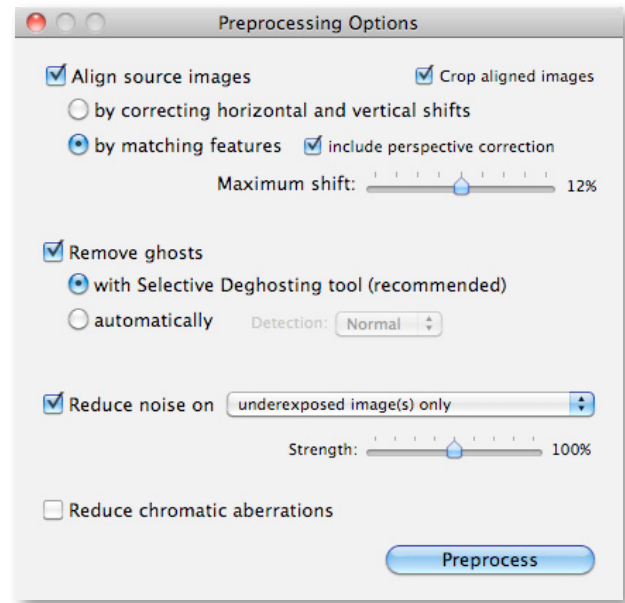 Preprocessing Options
Align source images Crop aligned images
by correcting horizontal and vertical shifts
by matching features include perspective correction
Maximum shift: 12%
Remove ghosts
with Selective Deghosting tool (recommended)
automatically Detection: Normal
Reduce noise on underexposed image(s) only
Strength: 100%
Reduce chromatic aberrations
Preprocess